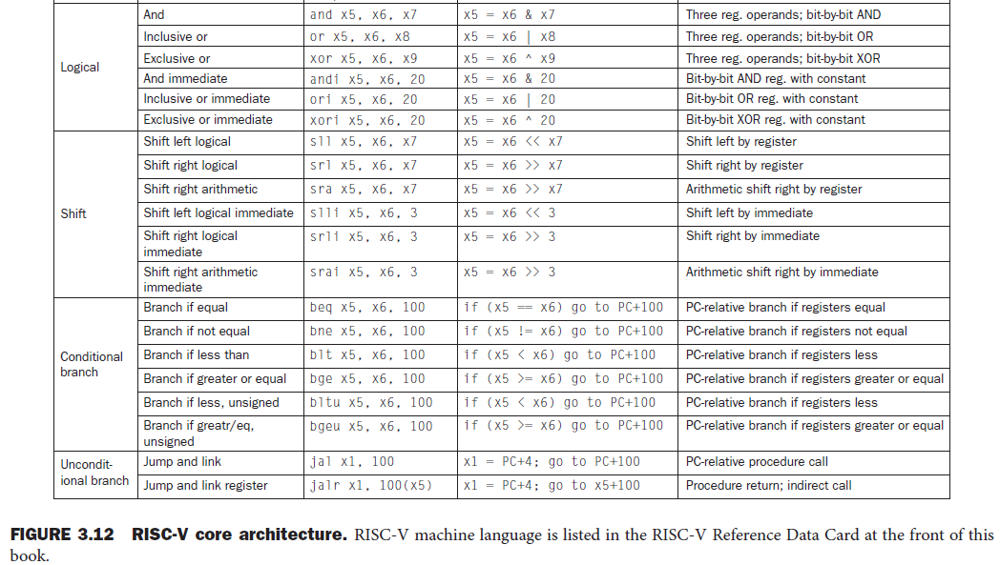 And and x5, x6, x7 x5 = x6 & x7 Three reg. operands; bit-by-bit AND
Inclusive or or x5, x6, x8 x5 = x6 | x8 Three reg. operands; bit-by-bit OR
Exclusive or xor x5, x6, x9 x5 = x6 ^ x9 Three reg. operands; bit-by-bit XOR
Logical
And immediate andi x5, x6, 20 x5 = x6 & 20 Bit-by-bit AND reg. with constant
Inclusive or immediate ori x5, x6, 20 x5 = x6 | 20 Bit-by-bit OR reg. with constant
Exclusive or immediate xori x5, x6, 20 x5 = x6 ^ 20 Bit-by-bit XOR reg. with constant
Shift left logical sll x5, x6, x7 x5 = x6 << x7 Shift left by register
Shift right logical srl x5, x6, x7 x5 = x6 >> x7 Shift right by register
Shift right arithmetic sra x5, x6, x7 x5 = x6 >> x7 Arithmetic shift right by register
Shift Shift left logical immediate slli x5, x6, 3 x5 = x6 << 3 Shift left by immediate
Shift right logical srli x5, x6, 3 x5 = x6 >> 3 Shift right by immediate
immediate
Shift right arithmetic srai x5, x6, 3 x5 = x6 >> 3 Arithmetic shift right by immediate
immediate
Branch if equal beq x5, x6, 100 if (x5 == x6) go to PC+100 PC-relative branch if registers equal
Branch if not equal bne x5, x6, 100 if (x5 != x6) go to PC+100 PC-relative branch if registers not equal
Conditional Branch if less than blt x5, x6, 100 if (x5 < x6) go to PC+100 PC-relative branch if registers less
branch
Branch if greater or equal bge x5, x6, 100 if (x5 >= x6) go to PC+100 PC-relative branch if registers greater or equal
Branch if less, unsigned bltu x5, x6, 100 if (x5 < x6) go to PC+100 PC-relative branch if registers less
Branch if greatr/eq, bgeu x5, x6, 100 if (x5 >= x6) go to PC+100 PC-relative branch if registers greater or equal
unsigned
Uncondit- Jump and link jal x1, 100 x1 = PC+4; go to PC+100 PC-relative procedure call
ional branch Jump and link register jalr x1, 100(x5) x1 = PC+4; go to x5+100 Procedure return; indirect call
FIGURE 3.12 RISC-V core architecture. RISC-V machine language is listed in the RISC-V Reference Data Card at the front of this
book.